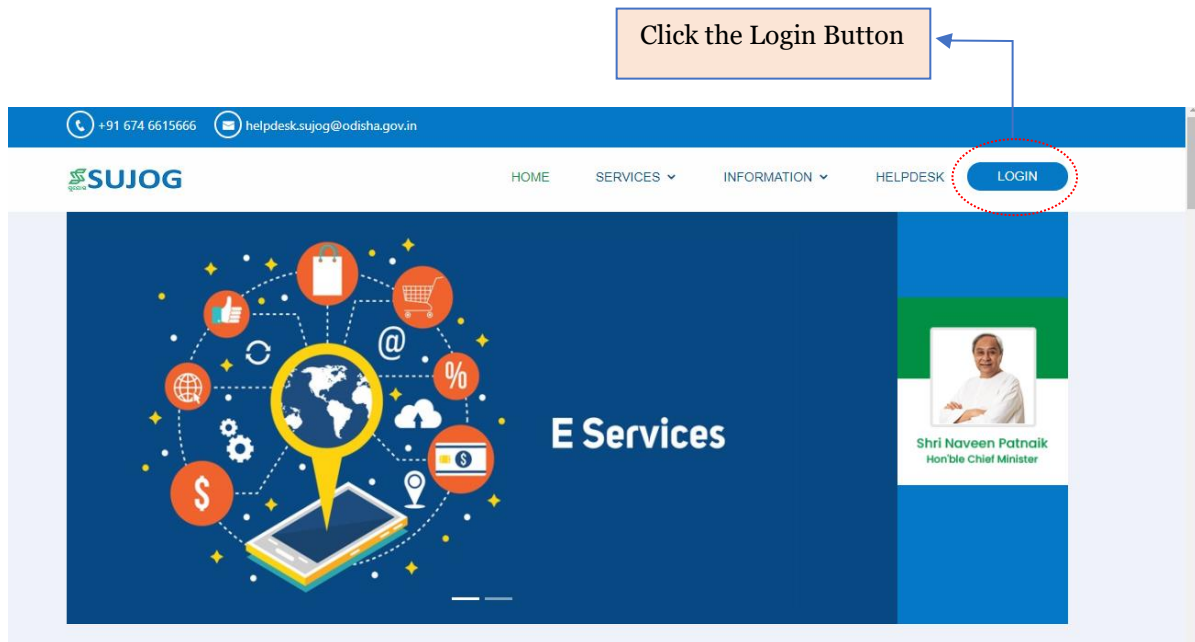 Click the Login Button
+91 674 6615666 helpdesk.sujog@odisha.gov.in
SUJOG
ସୁଜୋଗ
HOME SERVICES INFORMATION HELPDESK LOGIN
@
%
$
$
E Services
Shri Naveen Patnaik
Hon'ble Chief Minister